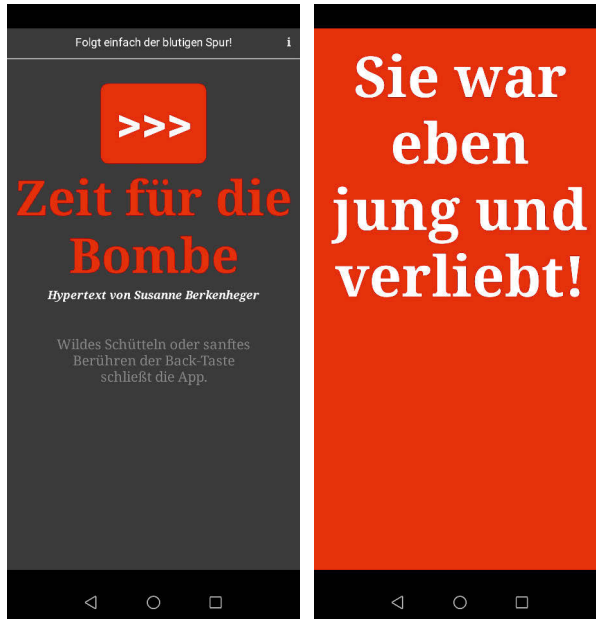 Folgt einfach der blutigen Spur!
i
>>>
Zeit für die
Bombe
Hypertext von Susanne Berkenheger
Wildes Schütteln oder sanftes
Berühren der Back-Taste
schließt die App.
Sie war
eben
jung und
verliebt!